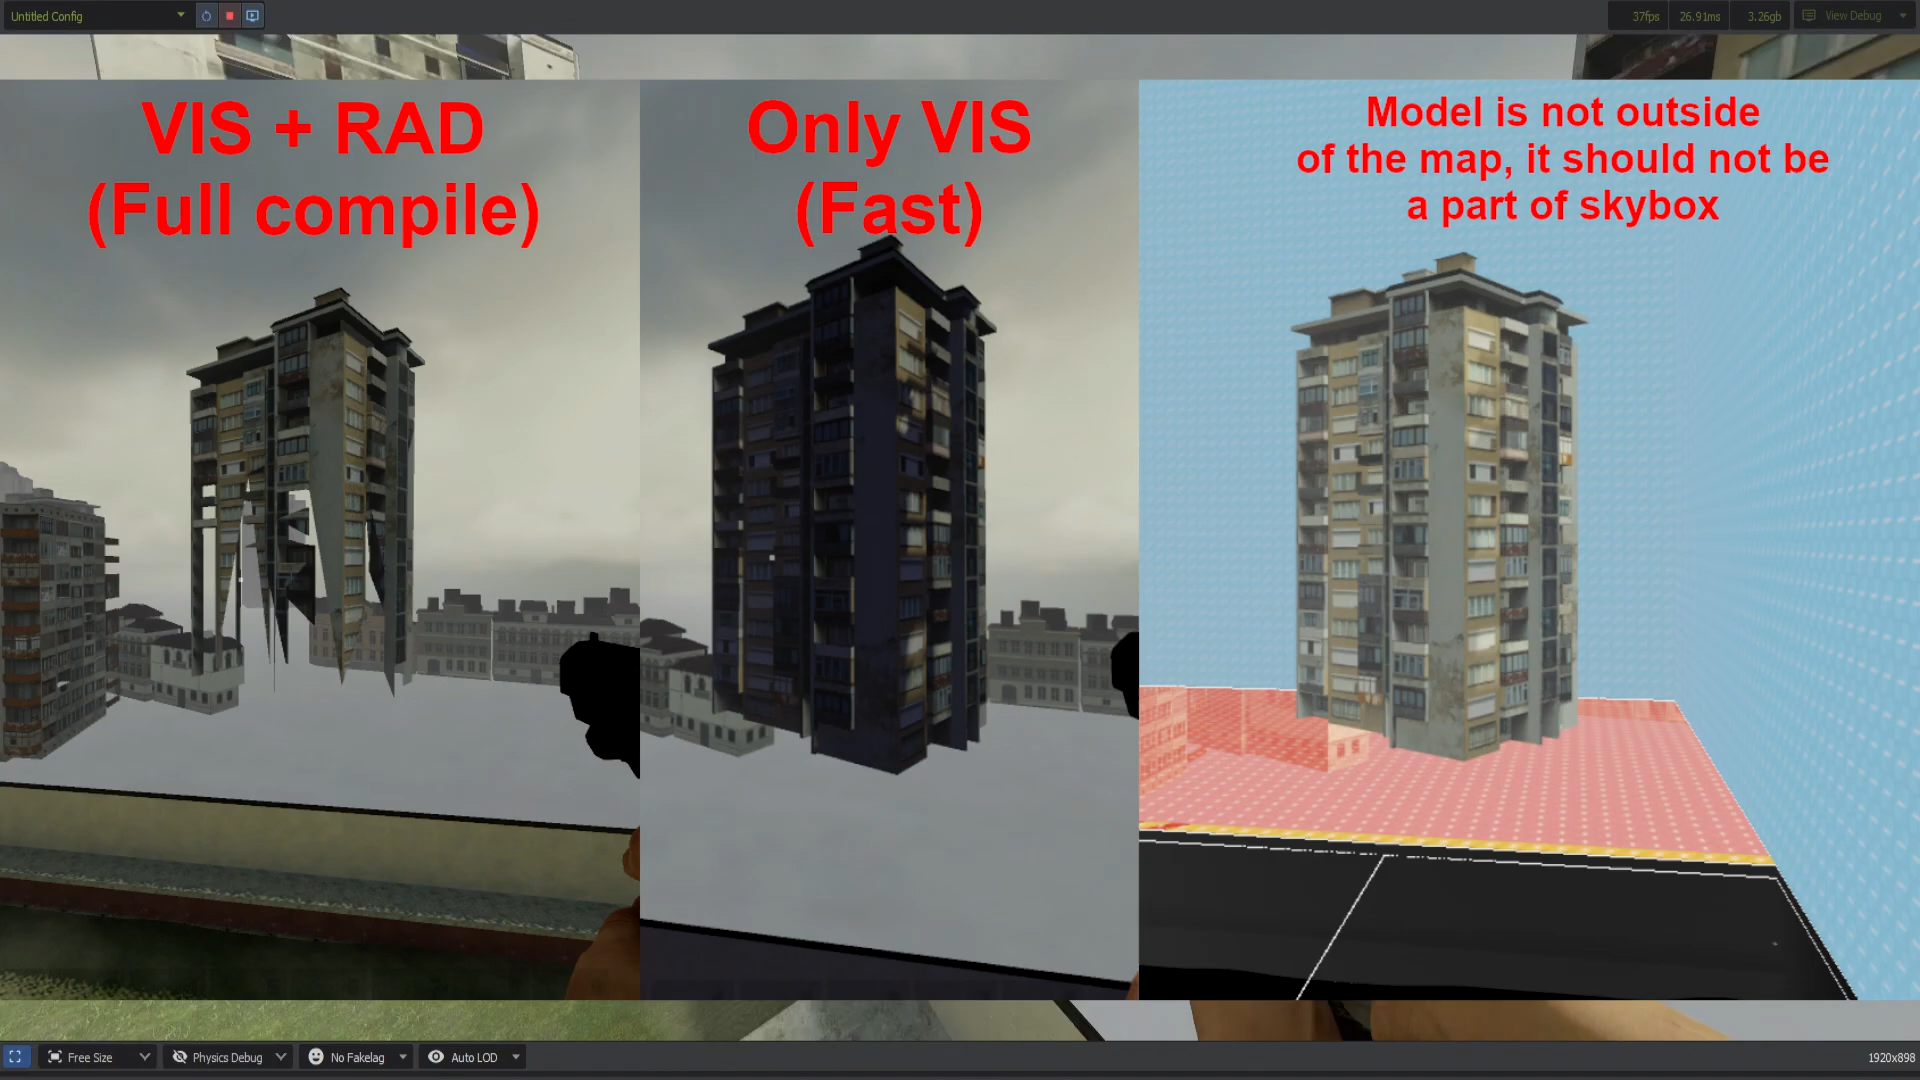 Untitled Config
37fps
26.91ms
3.26gb
View Debug
VIS + RAD
(Full compile)
Only VIS
(Fast)
Model is not outside
of the map, it should not be
a part of skybox
Free Size
Physics Debug
No Fakelag
Auto LOD
1920x898